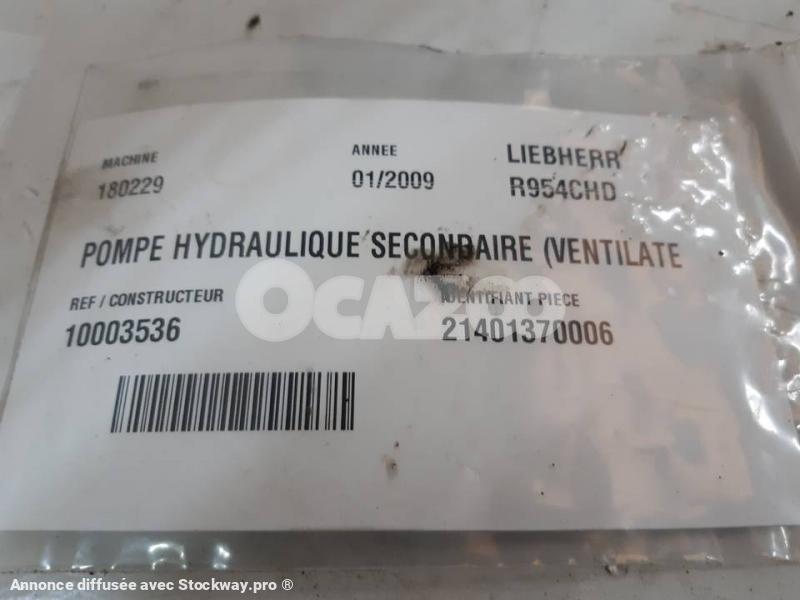 MACHINE ANNEE LIEBHERR
180229 01/2009 R954CHD
POMPE HYDRAULIQUE SECONDAIRE (VENTILATE
REF / CONSTRUCTEUR IDENTIFIANT PIECE
10003536 21401370006
OCAZOO
Annonce diffusée avec Stockway.pro ®